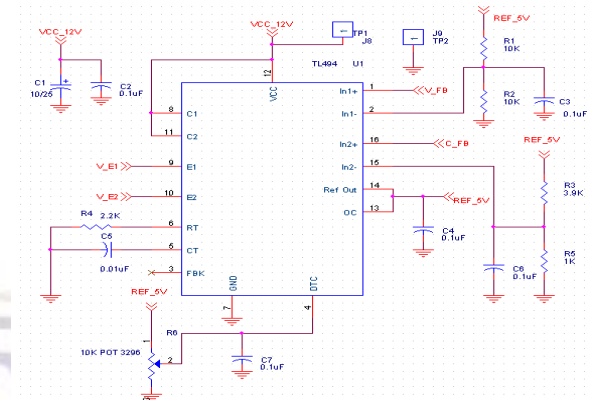 VCC_12V
C1
10/25
C2
0.1uF
VCC_12V
TP1
J8
1
J9
TP2
1
REF_5V
R1
10K
R2
10K
C3
0.1uF
TL494
U1
12
VCC
8
C1
11
C2
V_E1
9
E1
V_E2
10
E2
R4
2.2K
6
RT
C5
0.01uF
5
CT
3
FBK
In1+
1
V_FB
In1-
2
In2+
16
C_FB
In2-
15
Ref Out
14
REF_5V
OC
13
C4
0.1uF
REF_5V
R3
3.9K
R5
1K
C6
0.1uF
GND
7
DTC
4
REF_5V
R6
1
10K POT 3296
2
C7
0.1uF